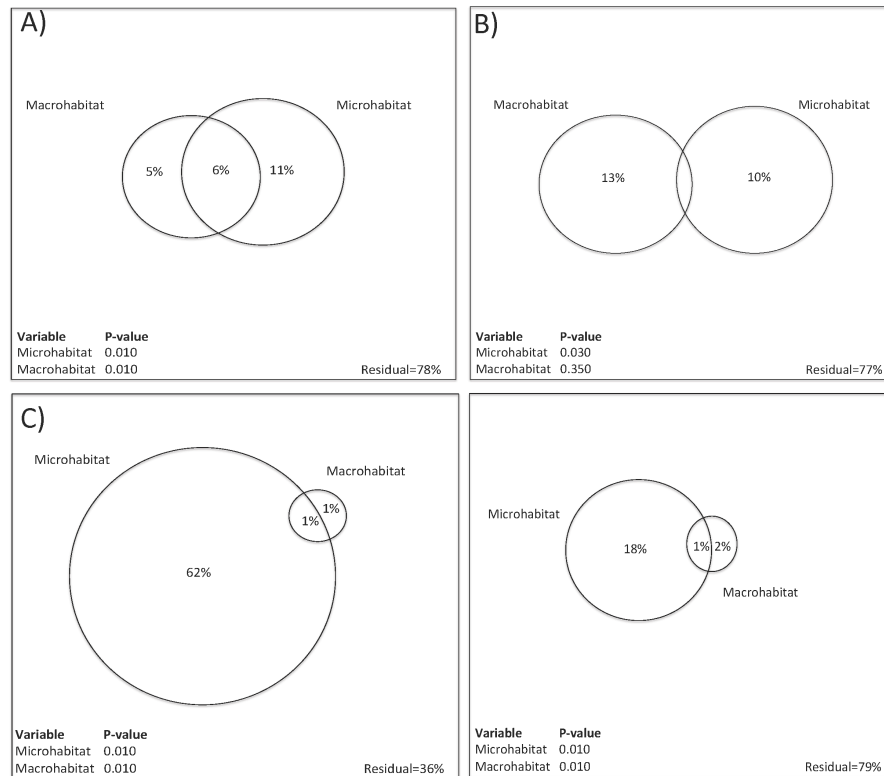 A)
Macrohabitat Microhabitat
5% 6% 11%
Variable P-value
Microhabitat 0.010
Macrohabitat 0.010 Residual=78%
B)
Macrohabitat Microhabitat
13% 10%
Variable P-value
Microhabitat 0.030
Macrohabitat 0.350 Residual=77%
C)
Microhabitat
Macrohabitat
1%
1%
62%
Variable P-value
Microhabitat 0.010
Macrohabitat 0.010 Residual=36%
Microhabitat
18% 1% 2%
Macrohabitat
Variable P-value
Microhabitat 0.010
Macrohabitat 0.010 Residual=79%